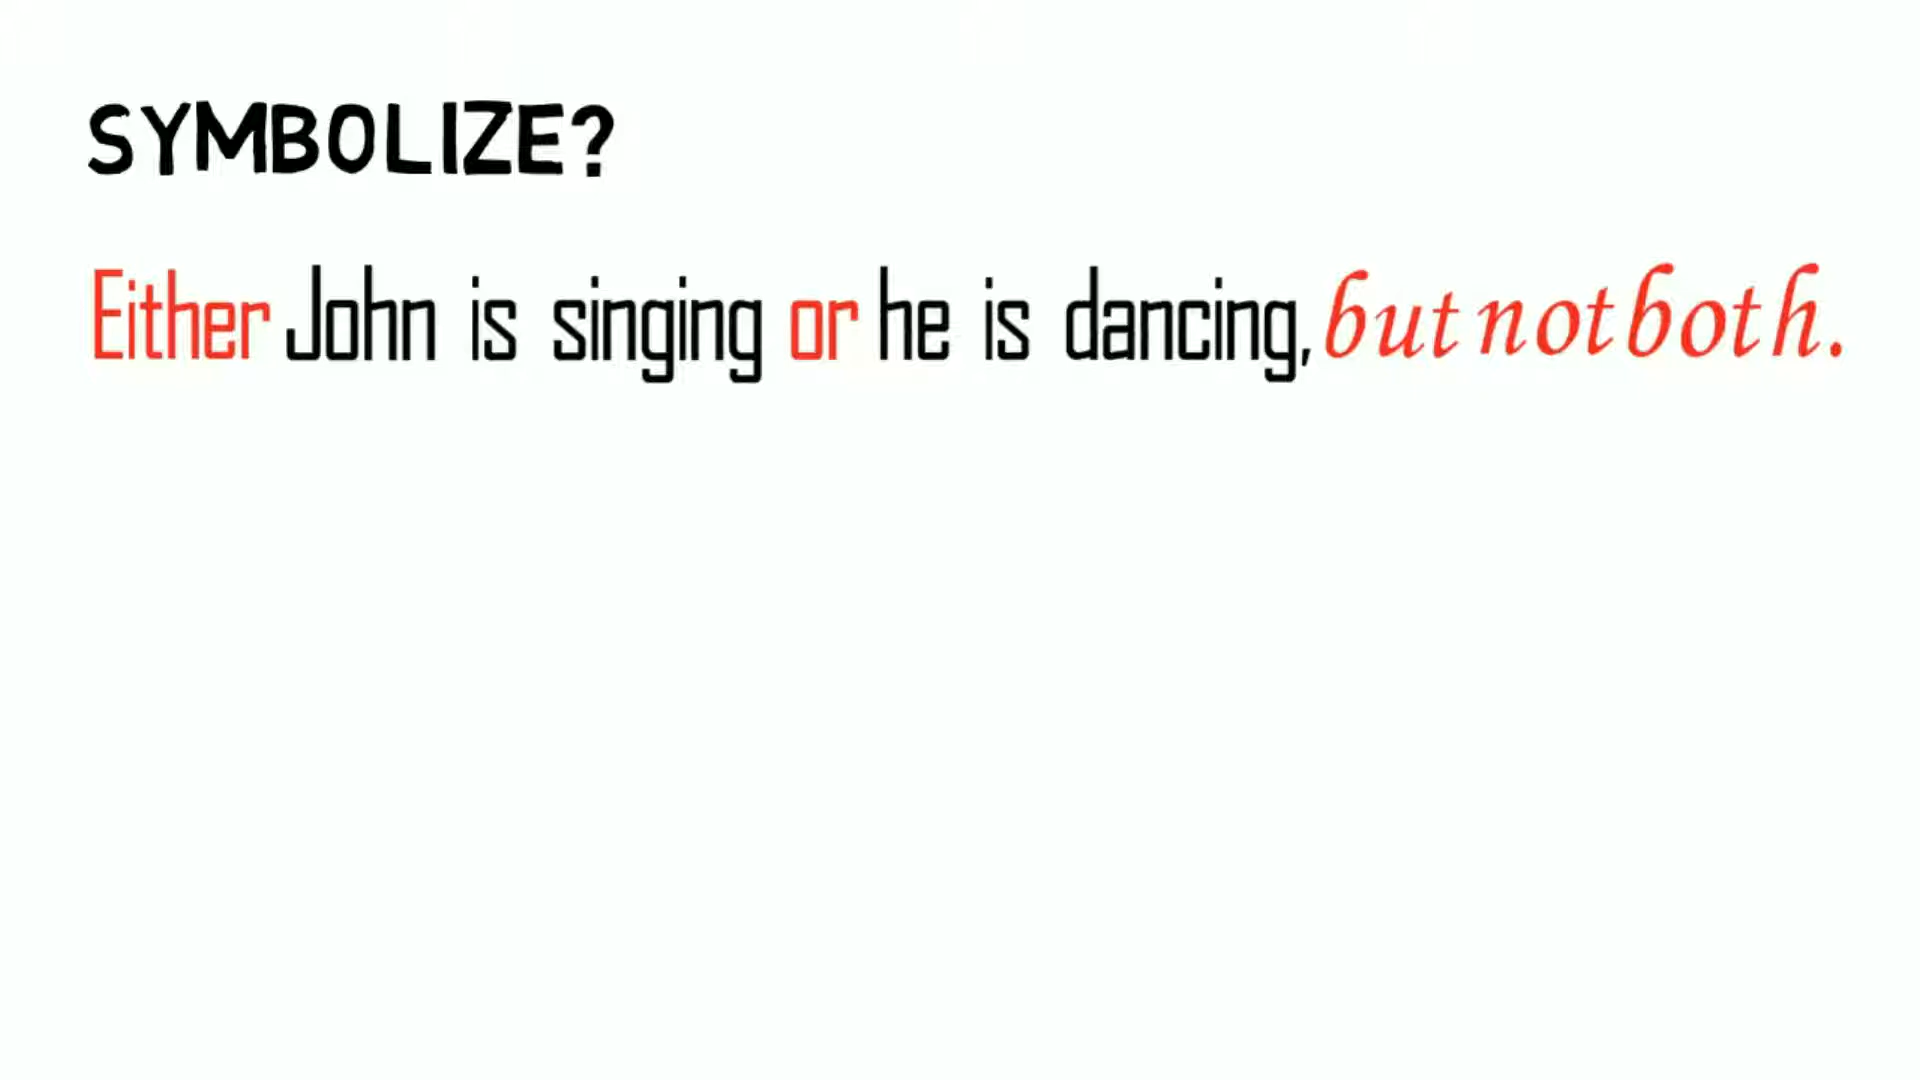 SYMBOLIZE?
Either John is singing or he is dancing, but not both.